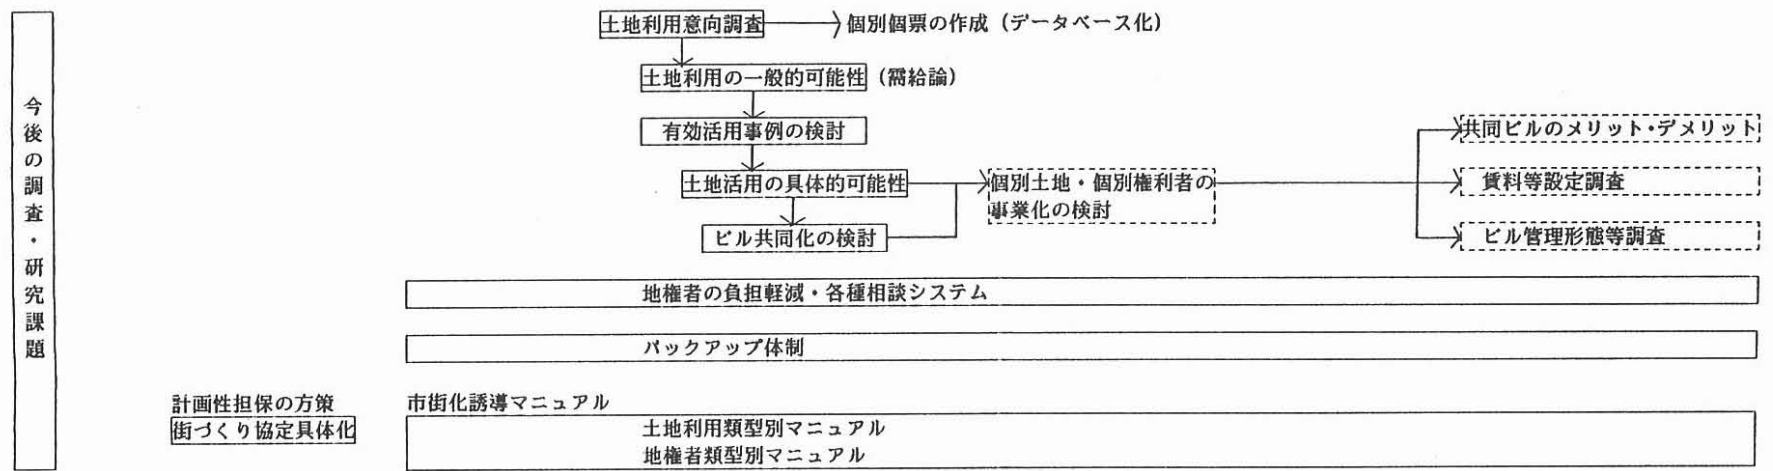 今後の調査・研究課題
土地利用意向調査
個別個票の作成（データベース化）
土地利用の一般的可能性（需給論）
有効活用事例の検討
土地活用の具体的可能性
ビル共同化の検討
個別土地・個別権利者の
事業化の検討
共同ビルのメリット・デメリット
賃料等設定調査
ビル管理形態等調査
地権者の負担軽減・各種相談システム
バックアップ体制
計画性担保の方策
街づくり協定具体化
市街化誘導マニュアル
土地利用類型別マニュアル
地権者類型別マニュアル